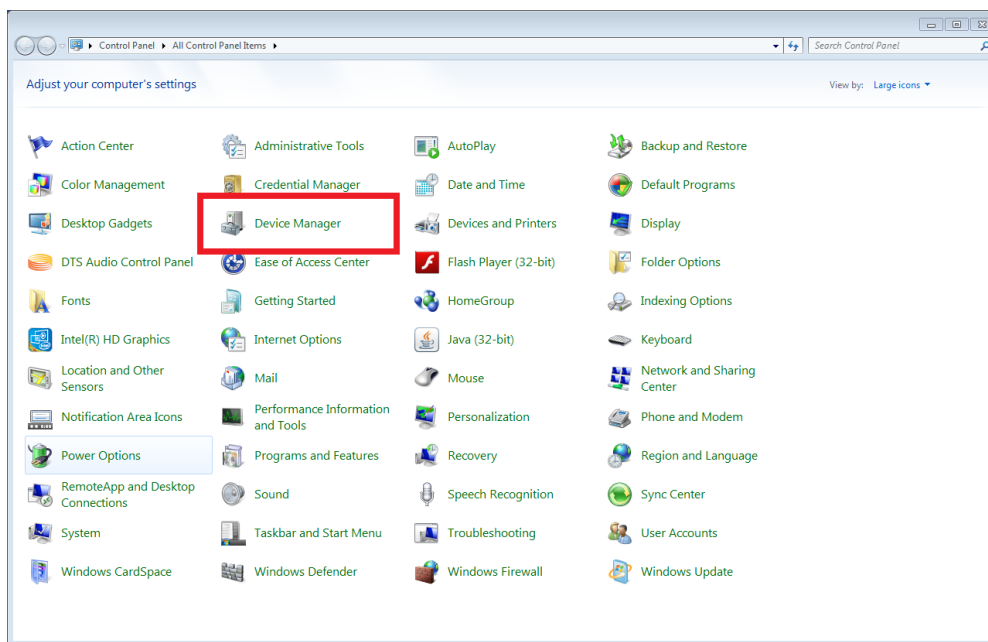 Control Panel
All Control Panel Items
Search Control Panel
Adjust your computer's settings
View by: Large icons
Action Center
Administrative Tools
AutoPlay
Backup and Restore
Color Management
Credential Manager
Date and Time
Default Programs
Desktop Gadgets
Device Manager
Devices and Printers
Display
DTS Audio Control Panel
Ease of Access Center
Flash Player (32-bit)
Folder Options
Fonts
Getting Started
HomeGroup
Indexing Options
Intel(R) HD Graphics
Internet Options
Java (32-bit)
Keyboard
Location and Other
Sensors
Mail
Mouse
Network and Sharing
Center
Notification Area Icons
Performance Information
and Tools
Personalization
Phone and Modem
Power Options
Programs and Features
Recovery
Region and Language
RemoteApp and Desktop
Connections
Sound
Speech Recognition
Sync Center
System
Taskbar and Start Menu
Troubleshooting
User Accounts
Windows CardSpace
Windows Defender
Windows Firewall
Windows Update